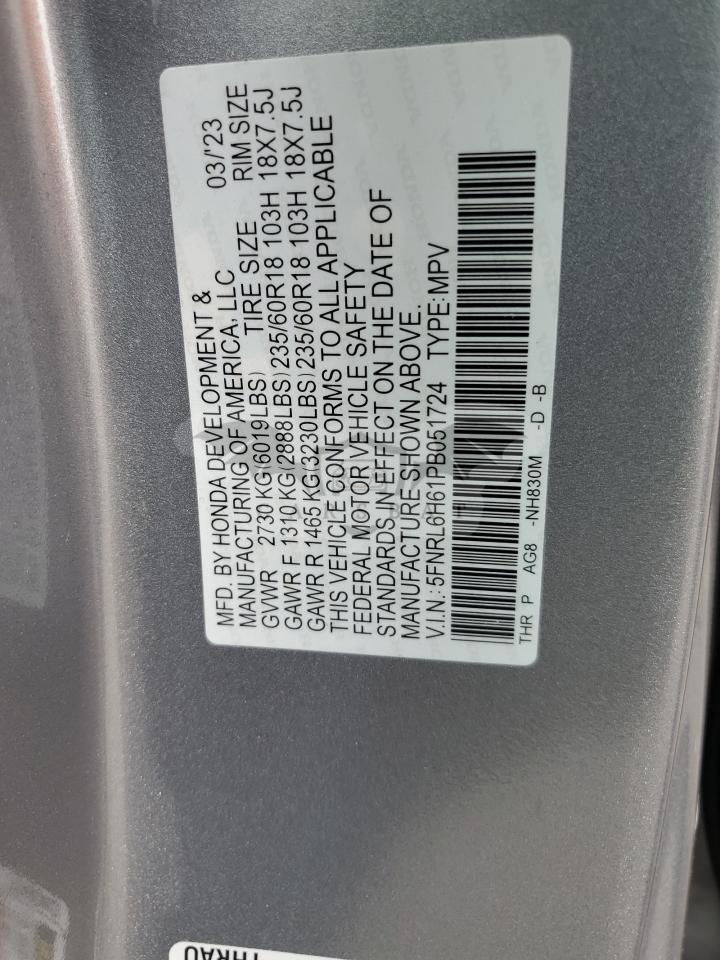 MFD. BY HONDA DEVELOPMENT & 03/'23
MANUFACTURING OF AMERICA, LLC
TIRE SIZE RIM SIZE
GVWR 2730 KG (6019LBS)
GAWR F 1310 KG (2888LBS) 235/60R18 103H 18X7.5J
GAWR R 1465 KG (3230LBS) 235/60R18 103H 18X7.5J
THIS VEHICLE CONFORMS TO ALL APPLICABLE
FEDERAL MOTOR VEHICLE SAFETY
STANDARDS IN EFFECT ON THE DATE OF
MANUFACTURE SHOWN ABOVE.
V.I.N.: 5FNRL6H61PB051724 TYPE: MPV
THR P AG8 -NH830M -D -B
THRAU